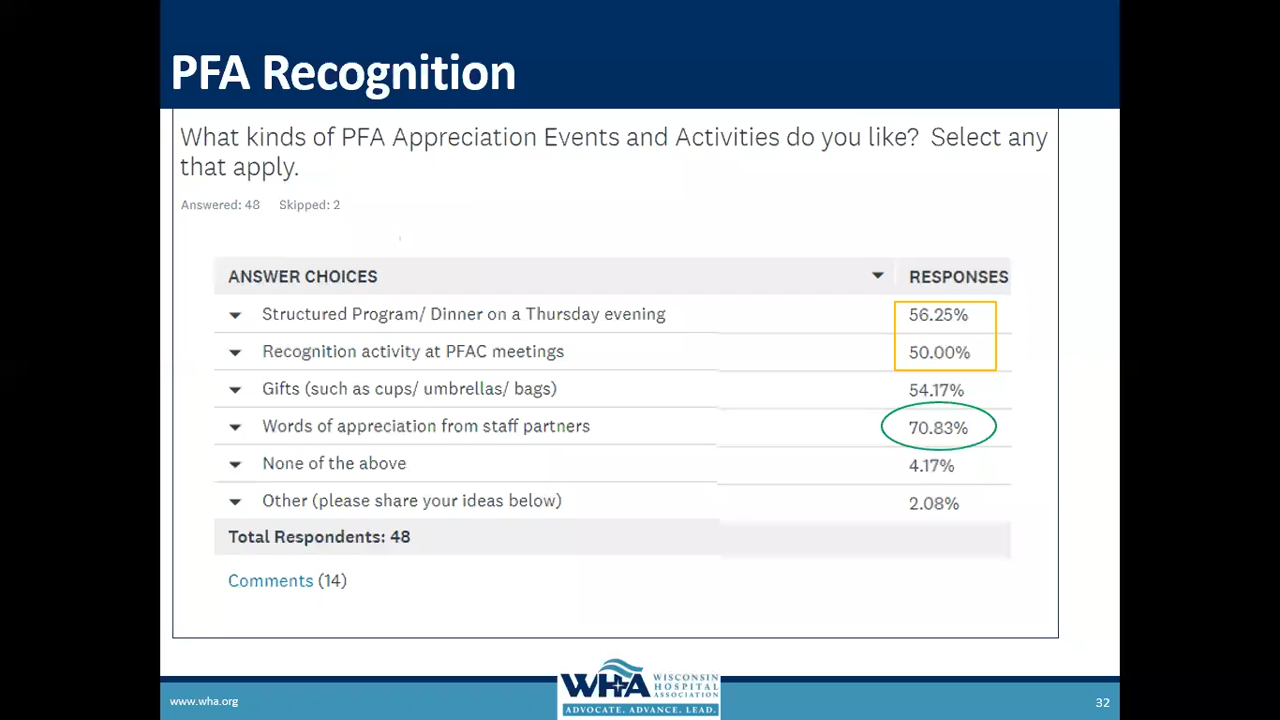 PFA Recognition
What kinds of PFA Appreciation Events and Activities do you like?  Select any
that apply.
Answered: 48 Skipped: 2
ANSWER CHOICES RESPONSES
Structured Program/ Dinner on a Thursday evening 56.25%
Recognition activity at PFAC meetings 50.00%
Gifts (such as cups/ umbrellas/ bags) 54.17%
Words of appreciation from staff partners 70.83%
None of the above 4.17%
Other (please share your ideas below) 2.08%
Total Respondents: 48
Comments (14)
www.wha.org
WHA WISCONSIN
HOSPITAL
ASSOCIATION
ADVOCATE. ADVANCE. LEAD.
32